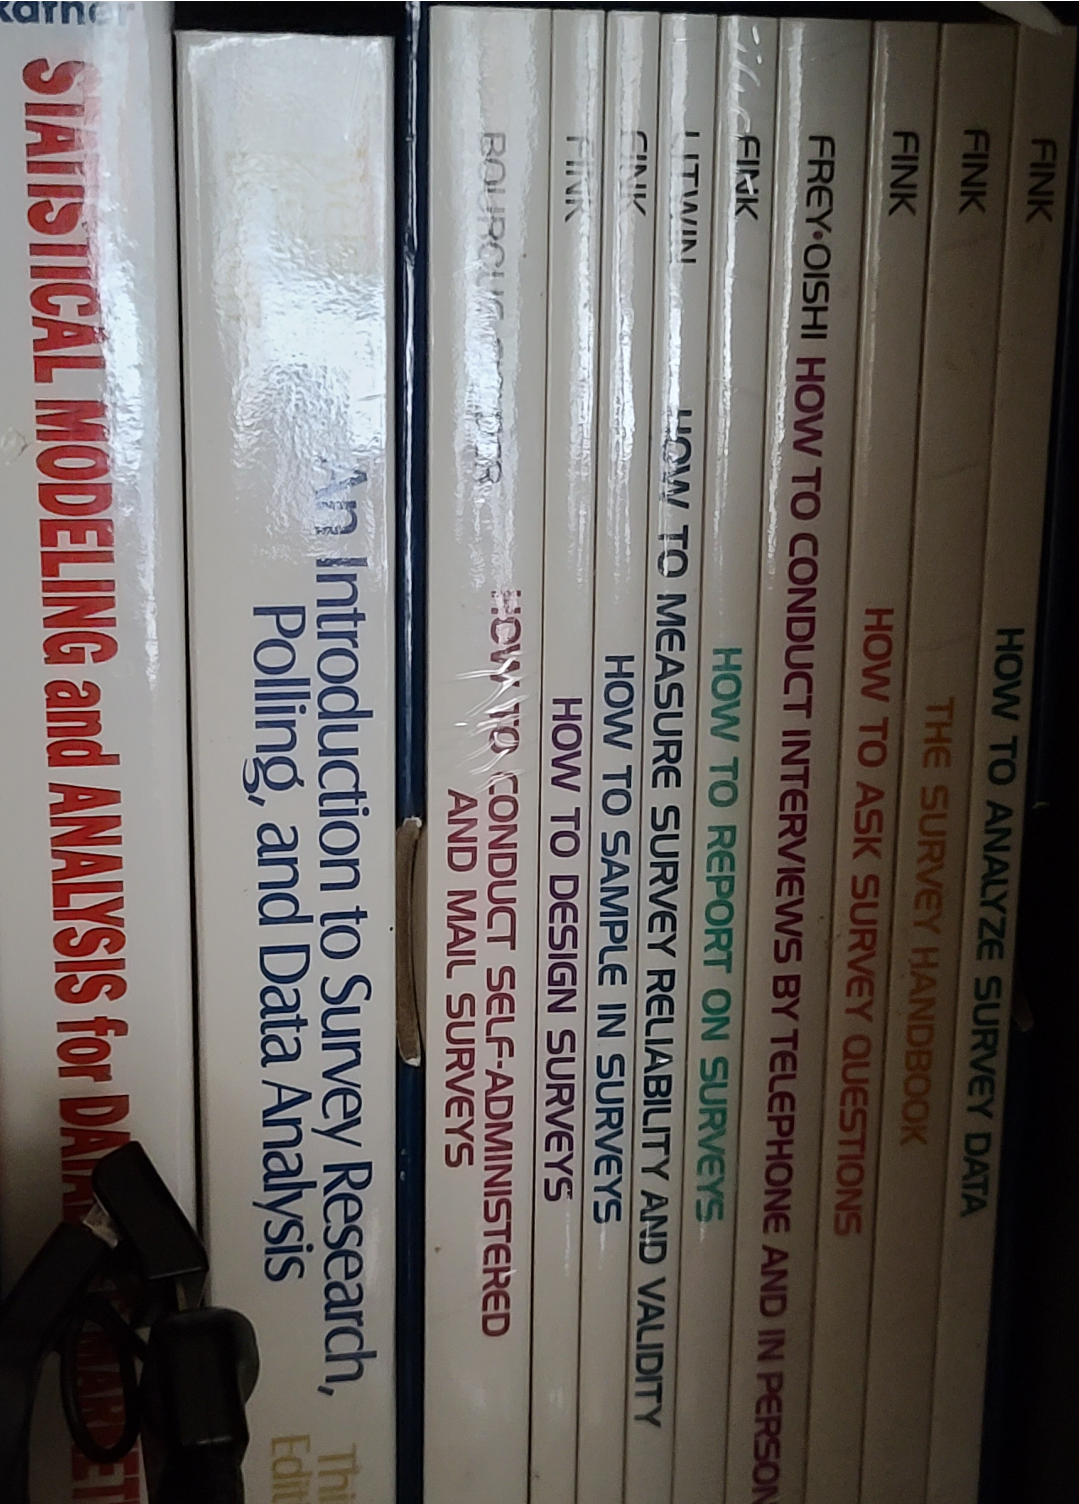 STATISTICAL MODELING and ANALYSIS for
An Introduction to Survey Research,
Polling, and Data Analysis
HOW TO CONDUCT SELF-ADMINISTERED
AND MAIL SURVEYS
FINK
HOW TO DESIGN SURVEYS
FINK
HOW TO SAMPLE IN SURVEYS
LITWIN
HOW TO MEASURE SURVEY RELIABILITY AND VALIDITY
FINK
HOW TO REPORT ON SURVEYS
FREY•OISHI HOW TO CONDUCT INTERVIEWS BY TELEPHONE AND IN PERSON
FINK
HOW TO ASK SURVEY QUESTIONS
FINK
THE SURVEY HANDBOOK
FINK
HOW TO ANALYZE SURVEY DATA